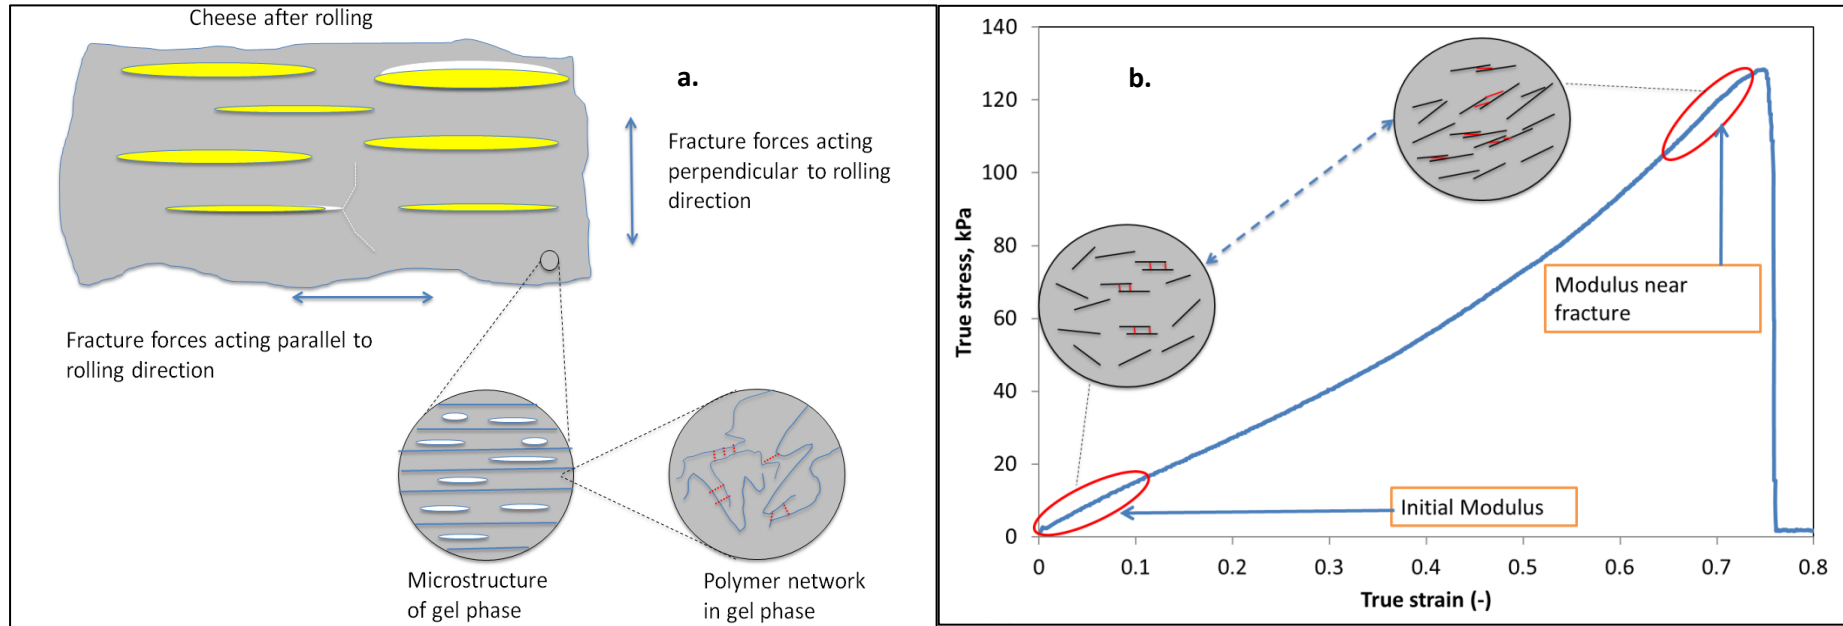 Cheese after rolling
a.
Fracture forces acting
perpendicular to rolling
direction
Fracture forces acting parallel to
rolling direction
Microstructure
of gel phase
Polymer network
in gel phase
b.
True stress, kPa
140
120
100
80
60
40
20
0
Modulus near
fracture
Initial Modulus
0 0.1 0.2 0.3 0.4 0.5 0.6 0.7 0.8
True strain (-)